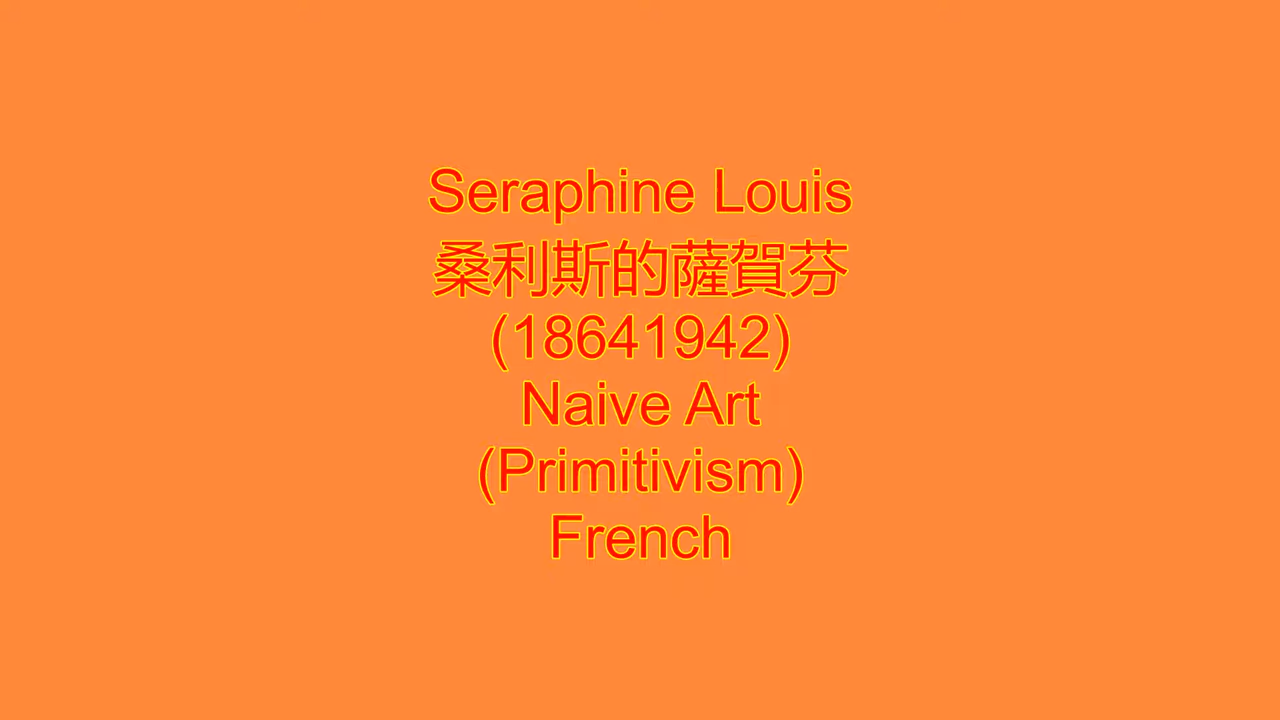 Seraphine Louis
桑利斯的薩賀芬
(18641942)
Naive Art
(Primitivism)
French